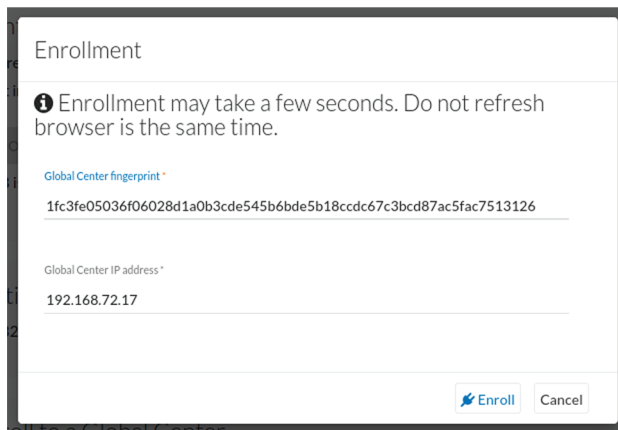 Enrollment
Enrollment may take a few seconds. Do not refresh
browser is the same time.
Global Center fingerprint *
1fc3fe05036f06028d1a0b3cde545b6bde5b18ccdc67c3bcd87ac5fac7513126
Global Center IP address *
192.168.72.17
Enroll Cancel